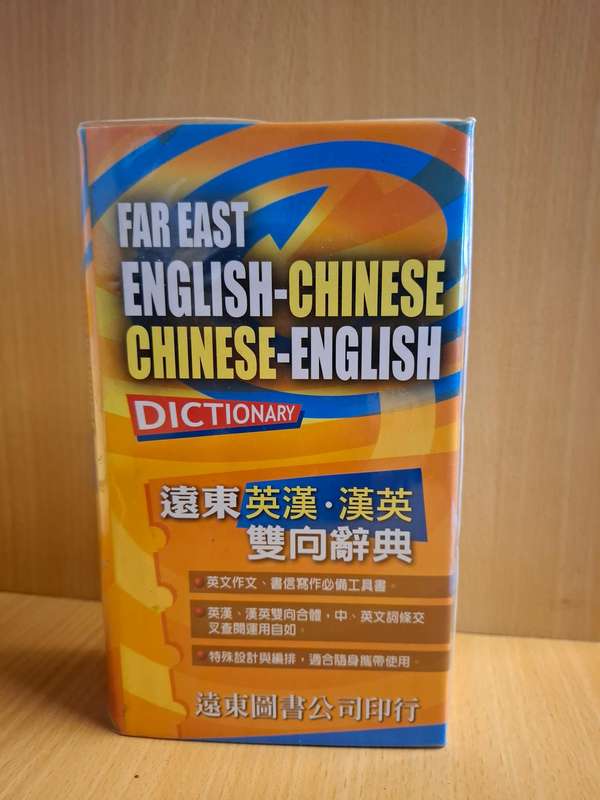 FAR EAST
ENGLISH-CHINESE
CHINESE-ENGLISH
DICTIONARY
遠東英漢·漢英
雙向辭典
英文作文、書信寫作必備工具書。
英漢、漢英雙向合體,中、英文詞條交
叉查閱運用自如。
特殊設計與編排,適合隨身攜帶使用。
遠東圖書公司印行